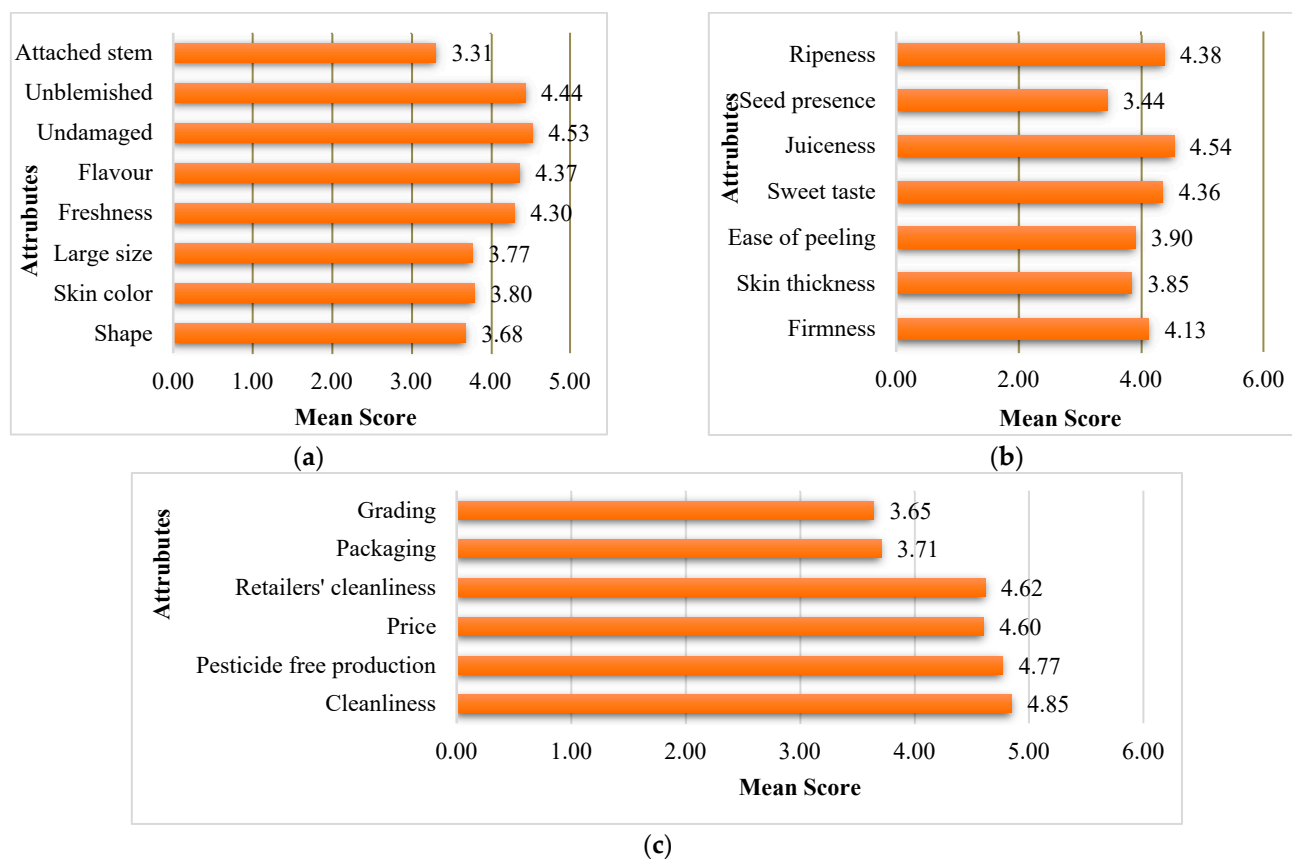 Attached stem
3.31
Unblemished
4.44
Undamaged
4.53
Flavour
4.37
Freshness
4.30
Large size
3.77
Skin color
3.80
Shape
3.68
Attrubutes
0.00 1.00 2.00 3.00 4.00 5.00
Mean Score
(a)
Ripeness
4.38
Seed presence
3.44
Juiceness
4.54
Sweet taste
4.36
Ease of peeling
3.90
Skin thickness
3.85
Firmness
4.13
Attrubutes
0.00 2.00 4.00 6.00
Mean Score
(b)
Grading
3.65
Packaging
3.71
Retailers' cleanliness
4.62
Price
4.60
Pesticide free production
4.77
Cleanliness
4.85
Attrubutes
0.00 1.00 2.00 3.00 4.00 5.00 6.00
Mean Score
(c)